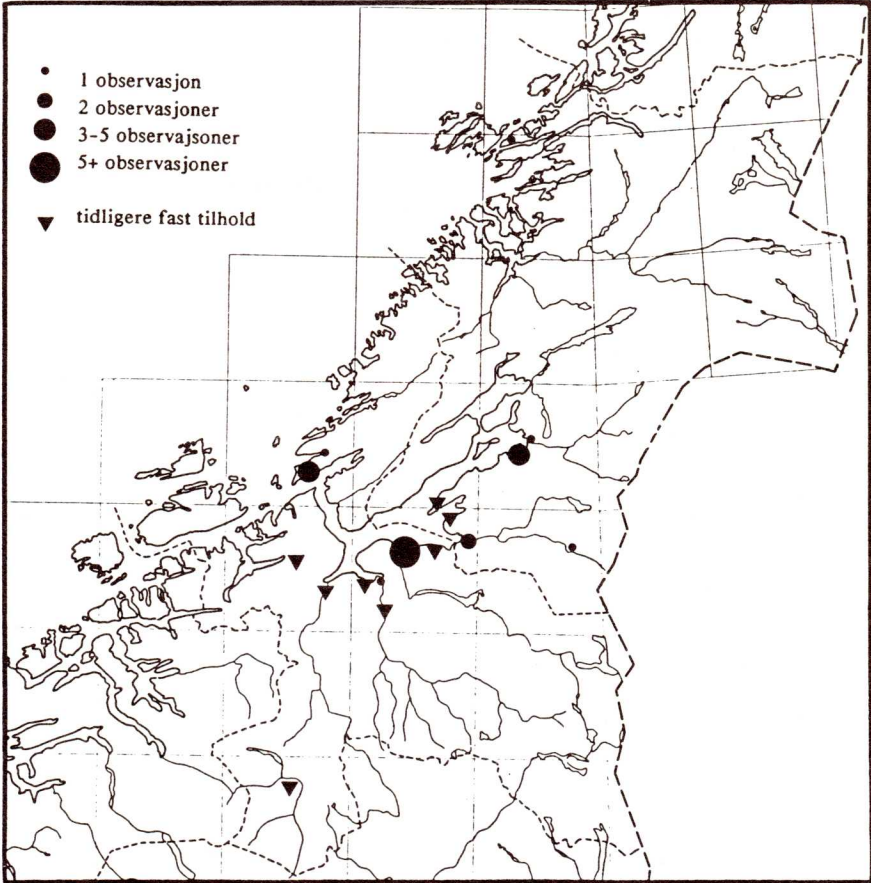 1 observasjon
2 observasjoner
3-5 observajsoner
5+ observasjoner
tidligere fast tilhold